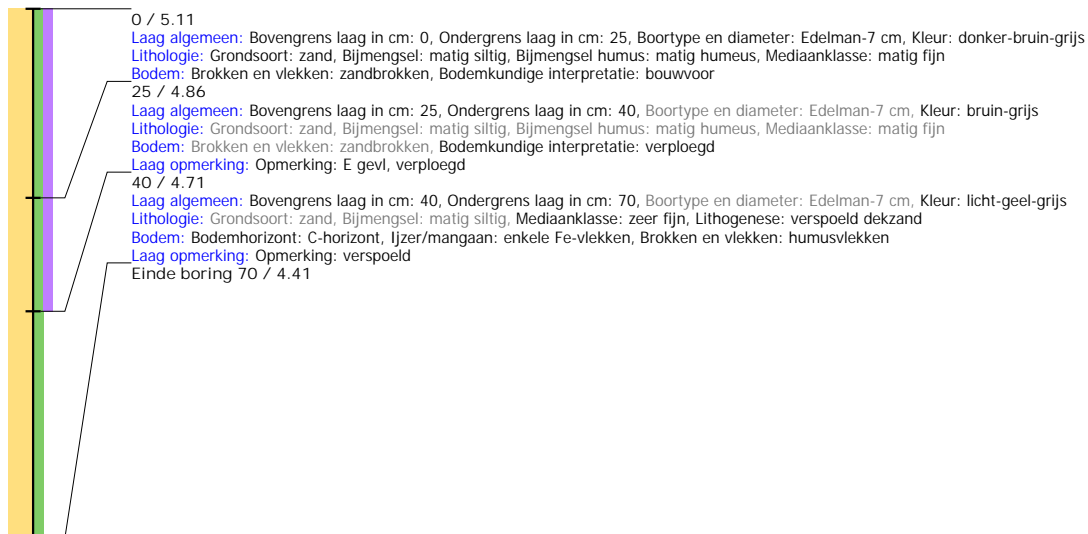 0 / 5.11
Laag algemeen: Bovengrens laag in cm: 0, Ondergrens laag in cm: 25, Boortype en diameter: Edelman-7 cm, Kleur: donker-bruin-grijs
Lithologie: Grondsoort: zand, Bijmengsel: matig siltig, Bijmengsel humus: matig humeus, Mediaanklasse: matig fijn
Bodem: Brokken en vlekken: zandbrokken, Bodemkundige interpretatie: bouwvoor
25 / 4.86
Laag algemeen: Bovengrens laag in cm: 25, Ondergrens laag in cm: 40, Boortype en diameter: Edelman-7 cm, Kleur: bruin-grijs
Lithologie: Grondsoort: zand, Bijmengsel: matig siltig, Bijmengsel humus: matig humeus, Mediaanklasse: matig fijn
Bodem: Brokken en vlekken: zandbrokken, Bodemkundige interpretatie: verploegd
Laag opmerking: Opmerking: E gevl, verploegd
40 / 4.71
Laag algemeen: Bovengrens laag in cm: 40, Ondergrens laag in cm: 70, Boortype en diameter: Edelman-7 cm, Kleur: licht-geel-grijs
Lithologie: Grondsoort: zand, Bijmengsel: matig siltig, Mediaanklasse: zeer fijn, Lithogenese: verspoeld dekzand
Bodem: Bodemhorizont: C-horizont, Ijzer/mangaan: enkele Fe-vlekken, Brokken en vlekken: humusvlekken
Laag opmerking: Opmerking: verspoeld
Einde boring 70 / 4.41